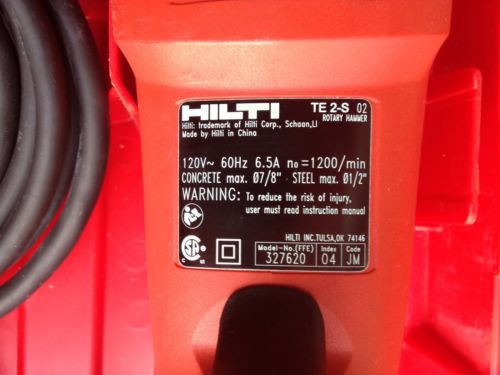 HILTI TE 2-S 02
ROTARY HAMMER
Hilti: trademark of Hilti Corp., Schaan,LI
Made by Hilti in China
120V~ 60Hz 6.5A no=1200/min
CONCRETE max. Ø7/8" STEEL max. Ø1/2"
WARNING: To reduce the risk of injury,
user must read instruction manual
HILTI INC.TULSA,OK 74146
Model-No.(FFE) Index
327620 04 JM
C US